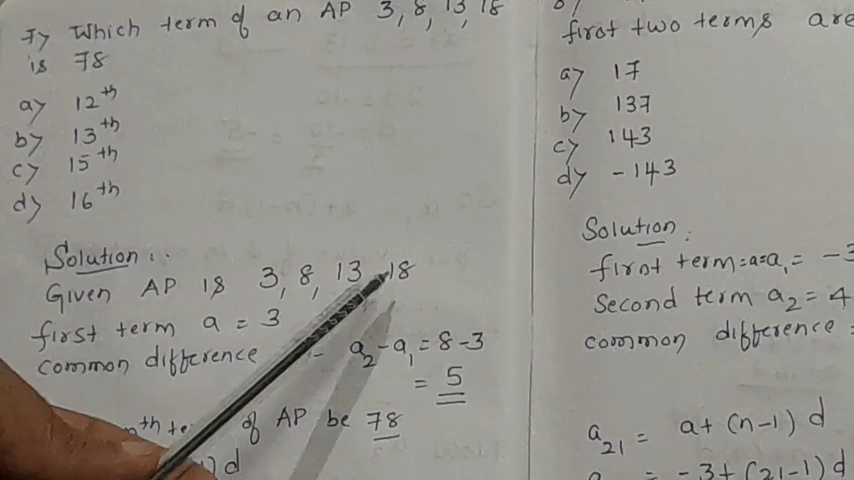 7) Which term of an AP 3, 8, 13, 18
is 78
a) 12th
b) 13th
c) 15th
d) 16th
Solution:
Given AP is 3, 8, 13, 18
first term a = 3
common difference = a2 - a1 = 8 - 3
= 5
nth of AP be 78
) d
first two terms are
a) 17
b) 137
c) 143
d) -143
Solution:
first term = a = a1 = -3
second term a2 = 4
common difference =
a21 = a + (n-1) d
= -3 + (21-1) d